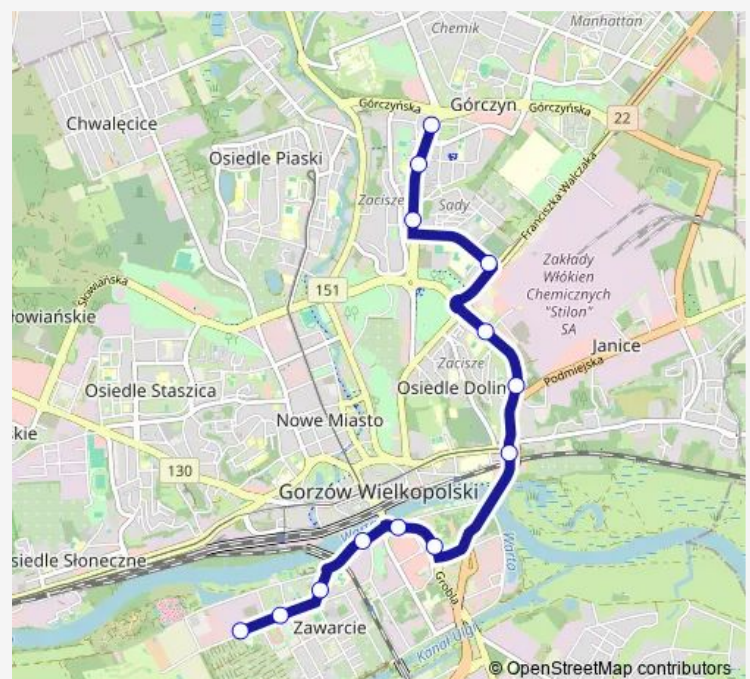 Chemik
Manhattan
Górczyńska
Górczyn
Górczyńska
22
Chwalęcice
Osiedle Piaski
Franciszka Walczaka
Zacisze
Sady
Zakłady
Włókien
Chemicznych
"Stilon"
SA
Słowiańska
151
łowiańskie
Janice
Zacisze
Podmiejska
Osiedle Staszica
Osiedle Dolin
Nowe Miasto
skie
130
Gorzów Wielkopolski
Warta
Warta
siedle Słoneczne
Grobla
Zawarcie
Kanał Ulgi
© OpenStreetMap contributors